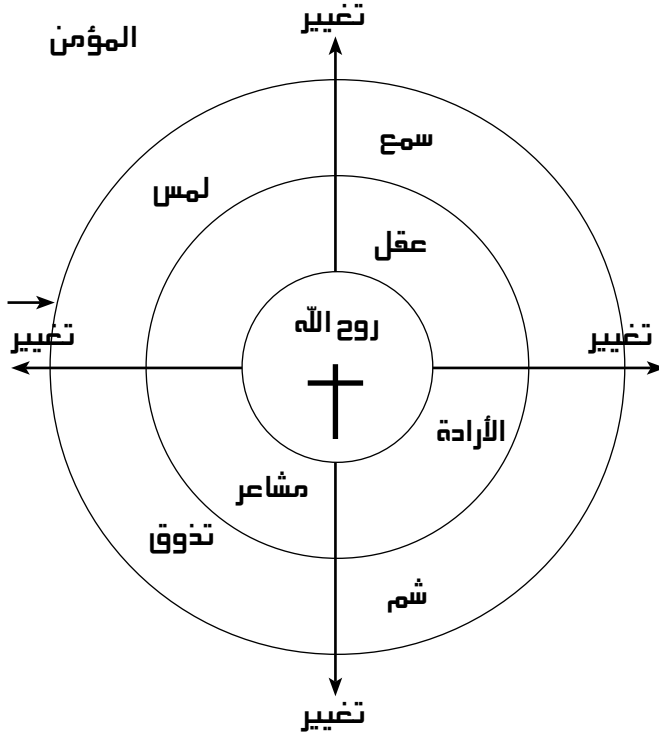 تغيير
المؤمن
سمع
لمس
عقل
روح الله
تغيير
تغيير
الأرادة
مشاعر
تذوق
شم
تغيير